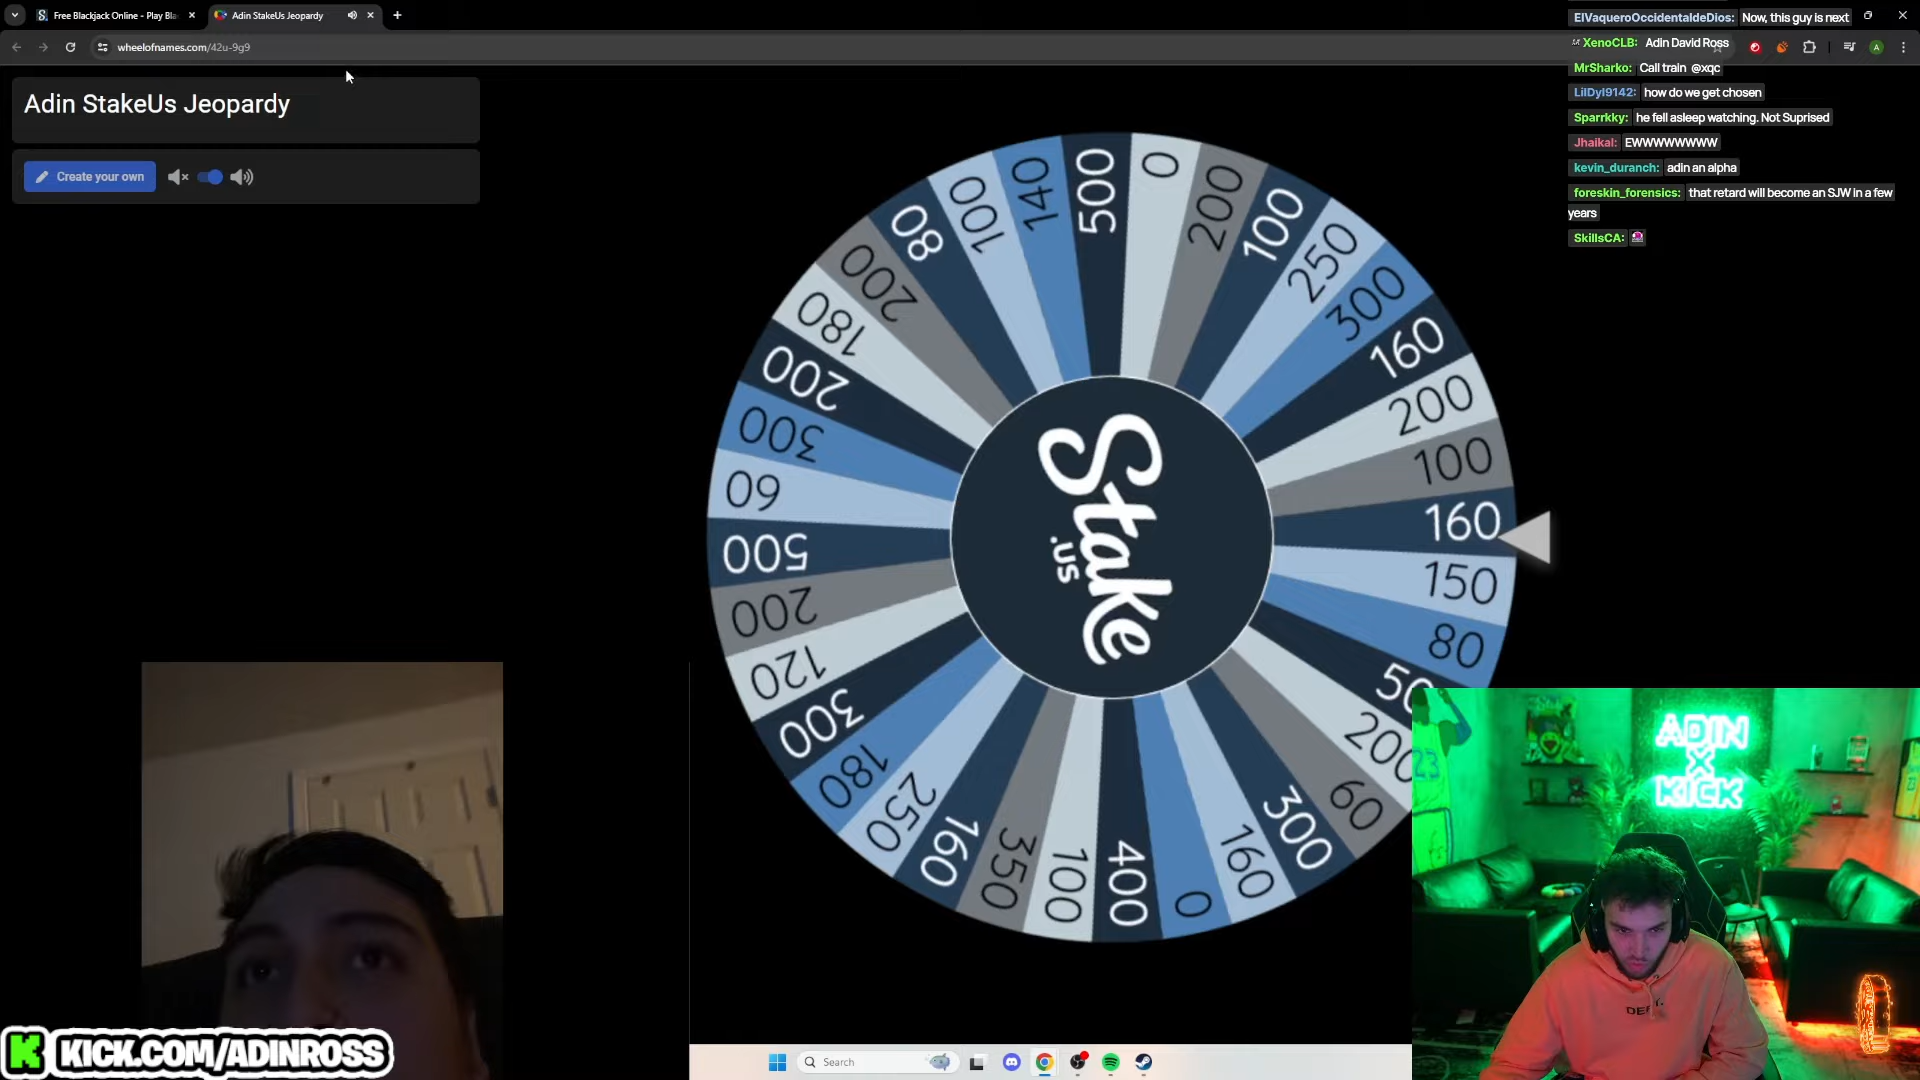 Free Blackjack Online - Play Bla
Adin StakeUs Jeopardy
wheelofnames.com/42u-9g9
Adin StakeUs Jeopardy
Create your own
ElVaqueroOccidentaldeDios: Now, this guy is next
XenoCLB: Adin David Ross
MrSharko: Call train @xqc
LilDyl9142: how do we get chosen
Sparrkky: he fell asleep watching. Not Suprised
Jhaikal: EWWWWWWWW
kevin_duranch: adin an alpha
foreskin_forensics: that retard will become an SJW in a few
years
SkillsCA:
500
0
200
100
250
300
160
200
100
160
150
80
50
200
60
300
160
0
400
100
350
160
250
180
300
120
200
500
60
300
200
180
200
80
100
140
Stake
.us
ADIN
X
KICK
23
K KICK.COM/ADINROSS
Search
A